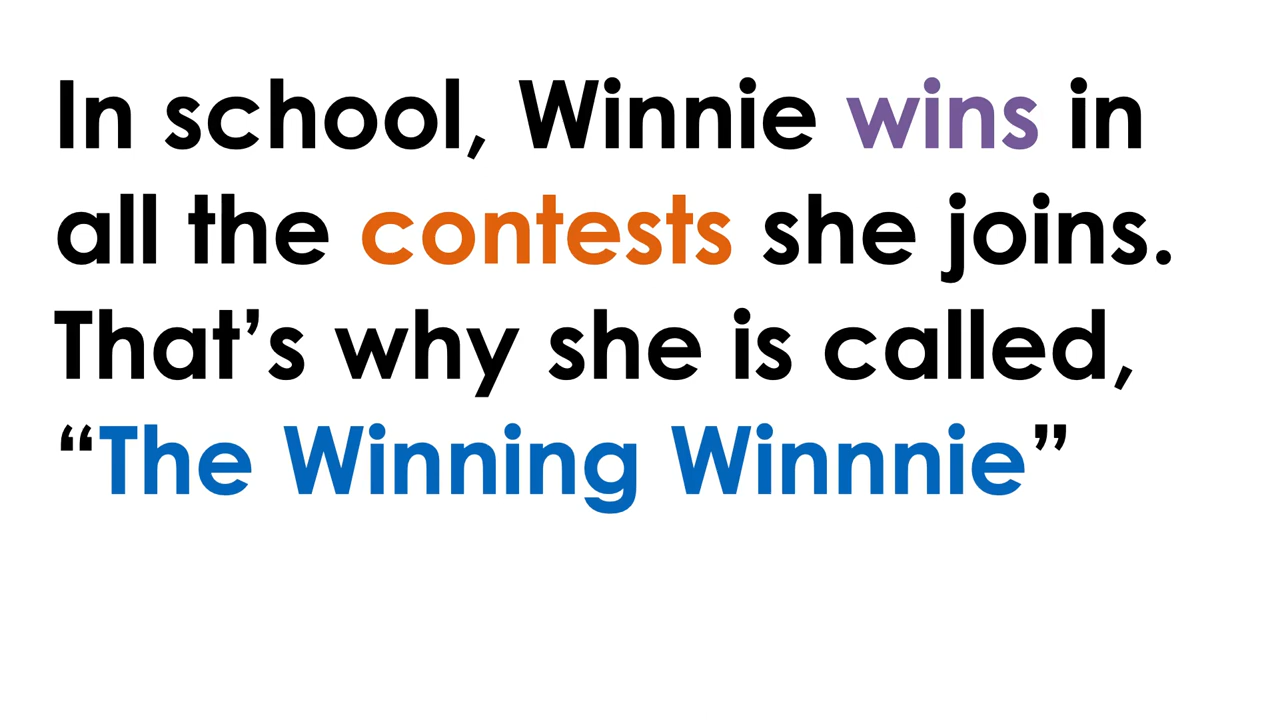 In school, Winnie wins in
all the contests she joins.
That’s why she is called,
“The Winning Winnnie”